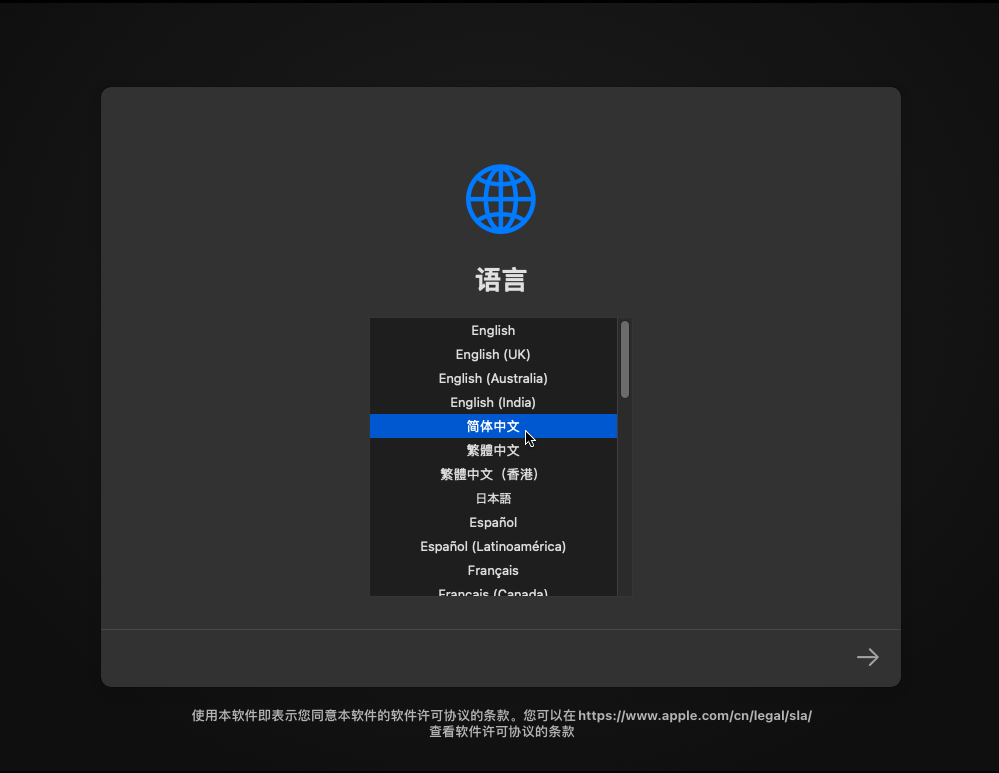 语言
English
English (UK)
English (Australia)
English (India)
简体中文
繁體中文
繁體中文（香港）
日本語
Español
Español (Latinoamérica)
Français
Français (Canada)
使用本软件即表示您同意本软件的软件许可协议的条款。您可以在 https://www.apple.com/cn/legal/sla/
查看软件许可协议的条款